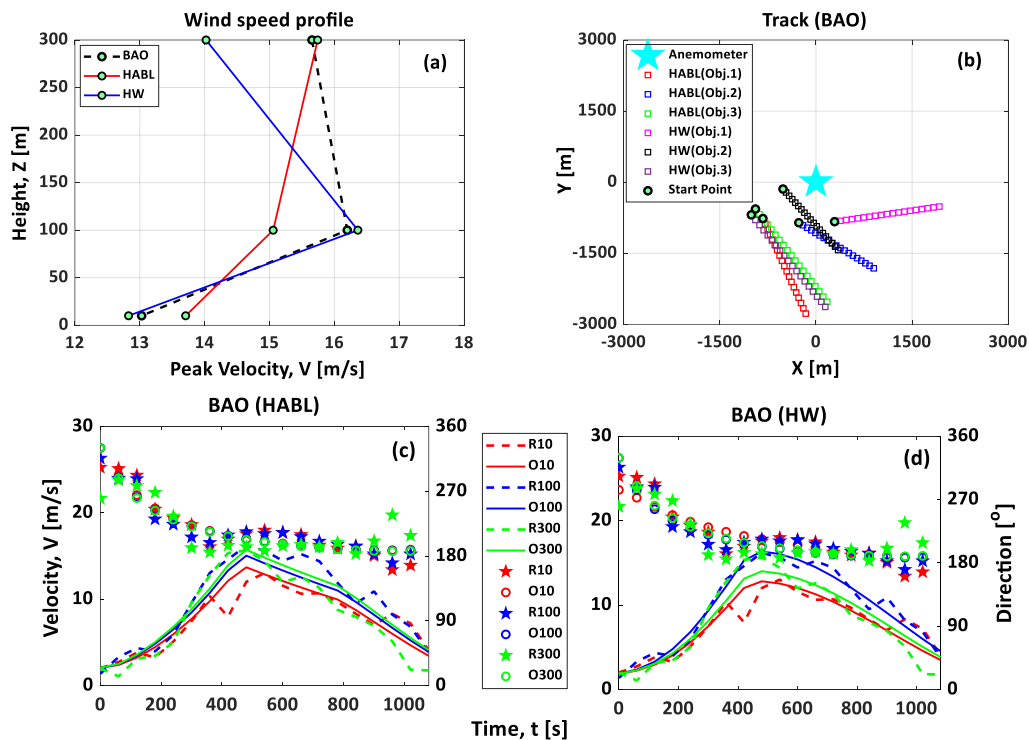 Wind speed profile
300
250
200
150
100
50
0
Height, Z [m]
BAO
HABL
HW
(a)
12 13 14 15 16 17 18
Peak Velocity, V [m/s]
Track (BAO)
3000
1500
0
-1500
-3000
Y [m]
Anemometer
HABL(Obj.1)
HABL(Obj.2)
HABL(Obj.3)
HW(Obj.1)
HW(Obj.2)
HW(Obj.3)
Start Point
(b)
-3000 -1500 0 1500 3000
X [m]
BAO (HABL)
30
20
10
0
Velocity, V [m/s]
(c)
360
270
180
90
0
0 200 400 600 800 1000
R10
O10
R100
O100
R300
O300
R10
O10
R100
O100
R300
O300
BAO (HW)
30
20
10
0
(d)
360
270
180
90
0
Direction [°]
0 200 400 600 800 1000
Time, t [s]